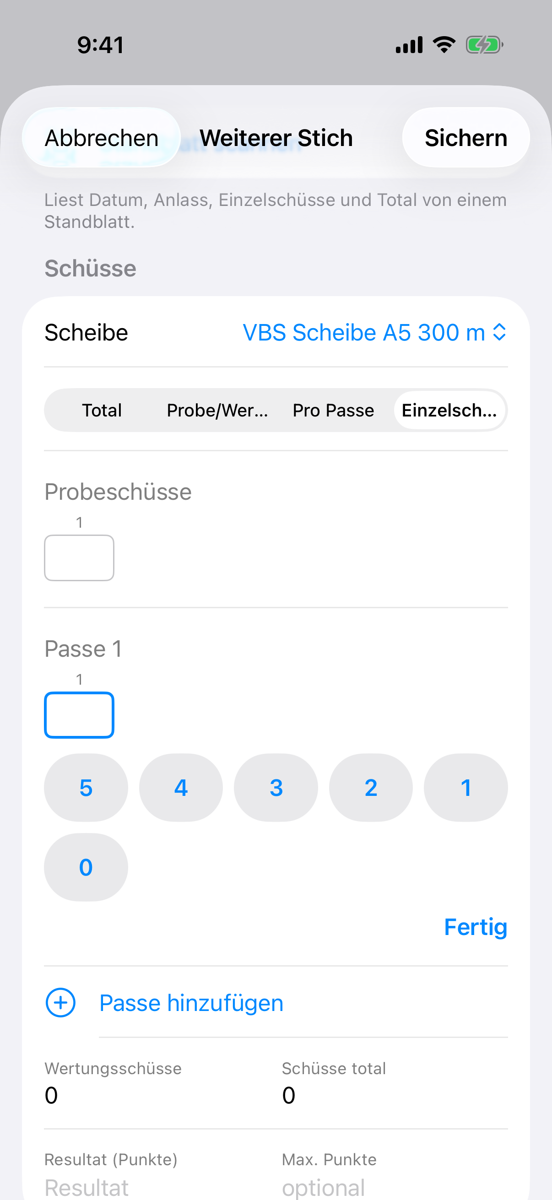 9:41
Abbrechen
Weiterer Stich
Sichern
Liest Datum, Anlass, Einzelschüsse und Total von einem
Standblatt.
Schüsse
Scheibe
VBS Scheibe A5 300 m
Total
Probe/Wer...
Pro Passe
Einzelsch...
Probeschüsse
1
Passe 1
1
5
4
3
2
1
0
Fertig
Passe hinzufügen
Wertungsschüsse
Schüsse total
0
0
Resultat (Punkte)
Max. Punkte
Resultat
optional